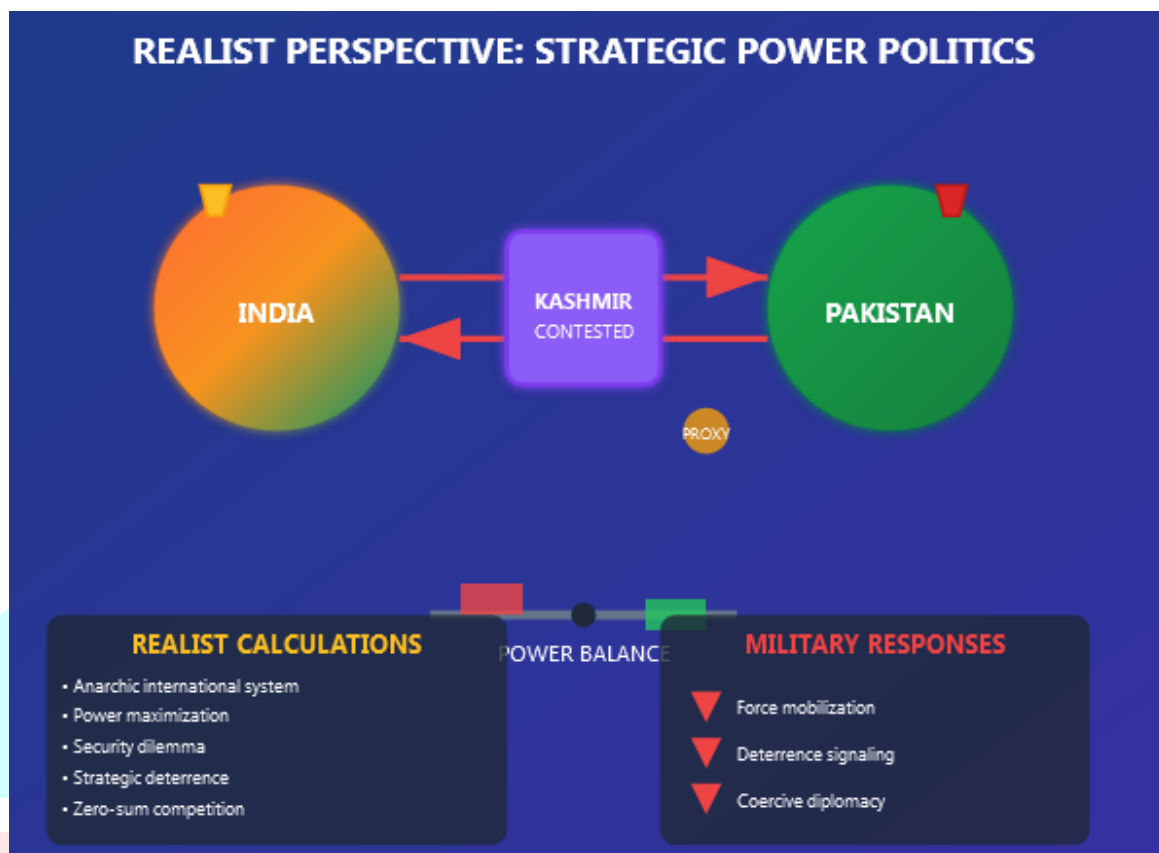 REALIST PERSPECTIVE: STRATEGIC POWER POLITICS
INDIA
KASHMIR
CONTESTED
PAKISTAN
PROXY
POWER BALANCE
REALIST CALCULATIONS
• Anarchic international system
• Power maximization
• Security dilemma
• Strategic deterrence
• Zero-sum competition
MILITARY RESPONSES
Force mobilization
Deterrence signaling
Coercive diplomacy